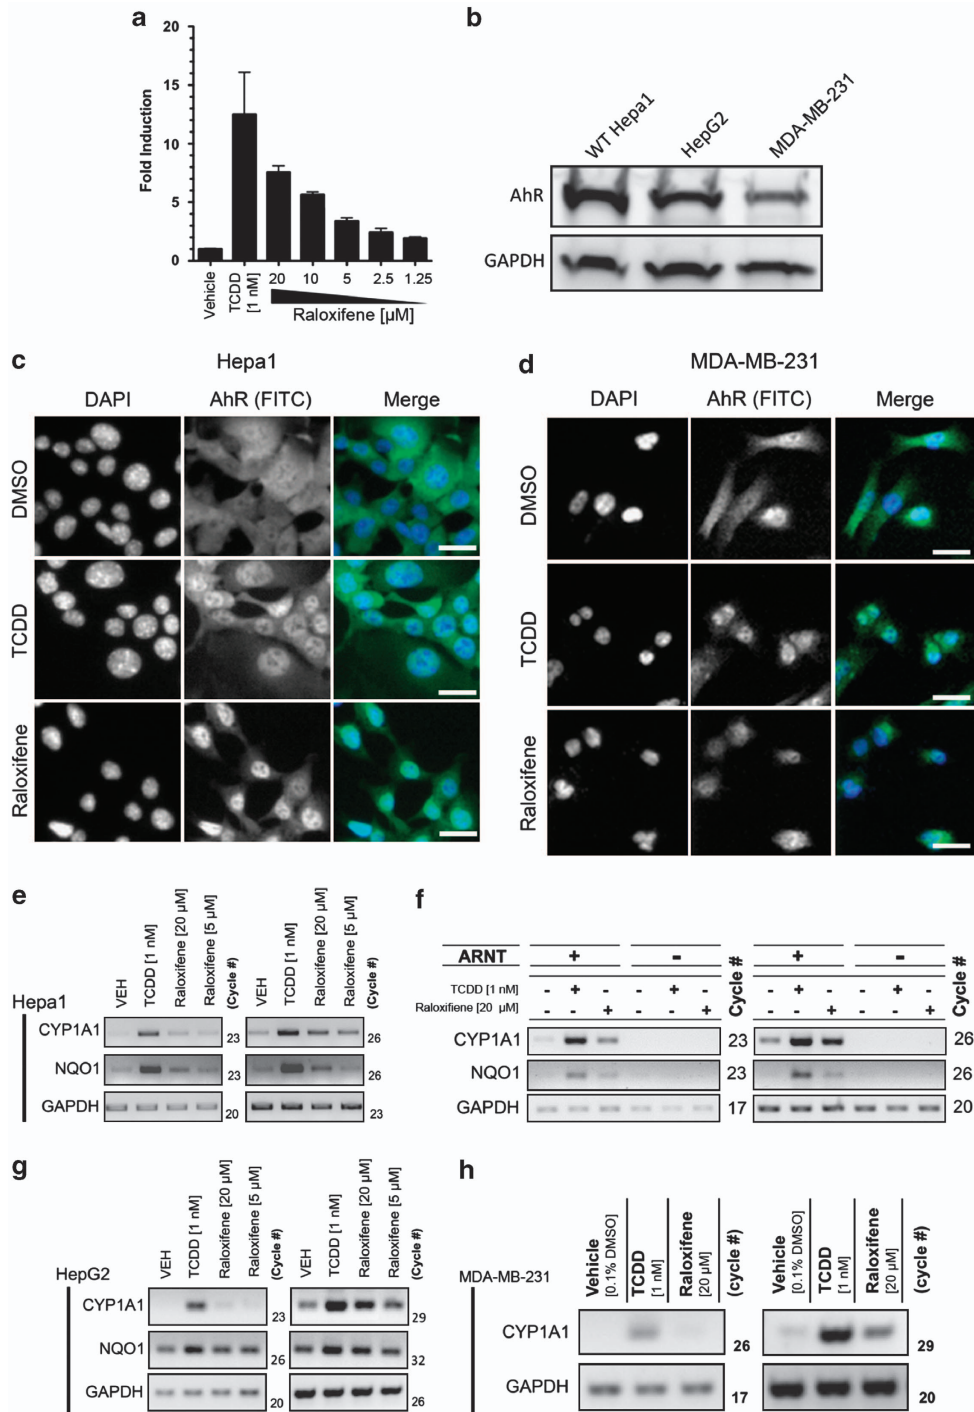 a
20
15
10
5
0
Fold Induction
Vehicle
TCDD [1 nM]
20 10 5 2.5 1.25
Raloxifene [µM]
b
WT Hepa1 HepG2 MDA-MB-231
AhR
GAPDH
c
Hepa1
DAPI AhR (FITC) Merge
DMSO
TCDD
Raloxifene
d
MDA-MB-231
DAPI AhR (FITC) Merge
DMSO
TCDD
Raloxifene
e
Hepa1
VEH TCDD [1 nM] Raloxifene [20 µM] Raloxifene [5 µM] (Cycle #) VEH TCDD [1 nM] Raloxifene [20 µM] Raloxifene [5 µM] (Cycle #)
CYP1A1 23 26
NQO1 23 26
GAPDH 20 23
f
ARNT + - Cycle # + - Cycle #
TCDD [1 nM] - + - - + - - + - - + -
Raloxifiene [20 µM] - - + - - + - - + - - +
CYP1A1 23 26
NQO1 23 26
GAPDH 17 20
g
HepG2
VEH TCDD [1 nM] Raloxifene [20 µM] Raloxifene [5 µM] (Cycle #) VEH TCDD [1 nM] Raloxifene [20 µM] Raloxifene [5 µM] (Cycle #)
CYP1A1 23 29
NQO1 26 32
GAPDH 20 26
h
MDA-MB-231
Vehicle [0.1% DMSO] TCDD [1 nM] Raloxifene [20 µM] (cycle #) Vehicle [0.1% DMSO] TCDD [1 nM] Raloxifene [20 µM] (cycle #)
CYP1A1 26 29
GAPDH 17 20